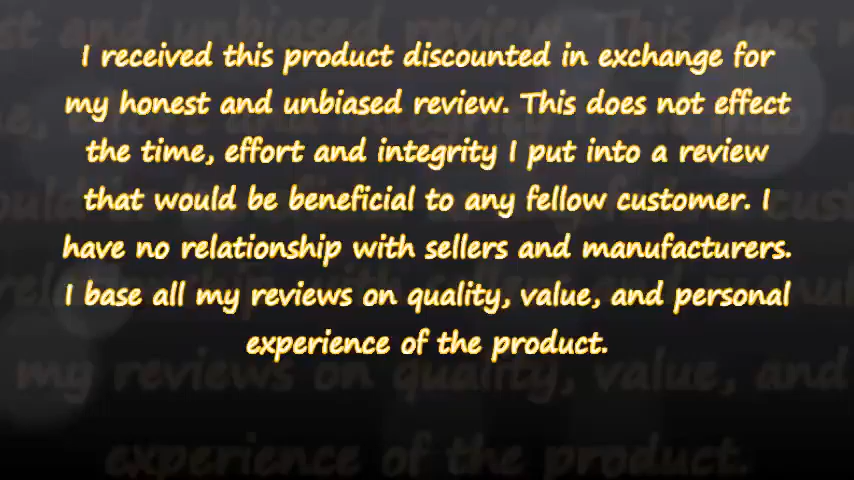 I received this product discounted in exchange for
my honest and unbiased review. This does not effect
the time, effort and integrity I put into a review
that would be beneficial to any fellow customer. I
have no relationship with sellers and manufacturers.
I base all my reviews on quality, value, and personal
experience of the product.